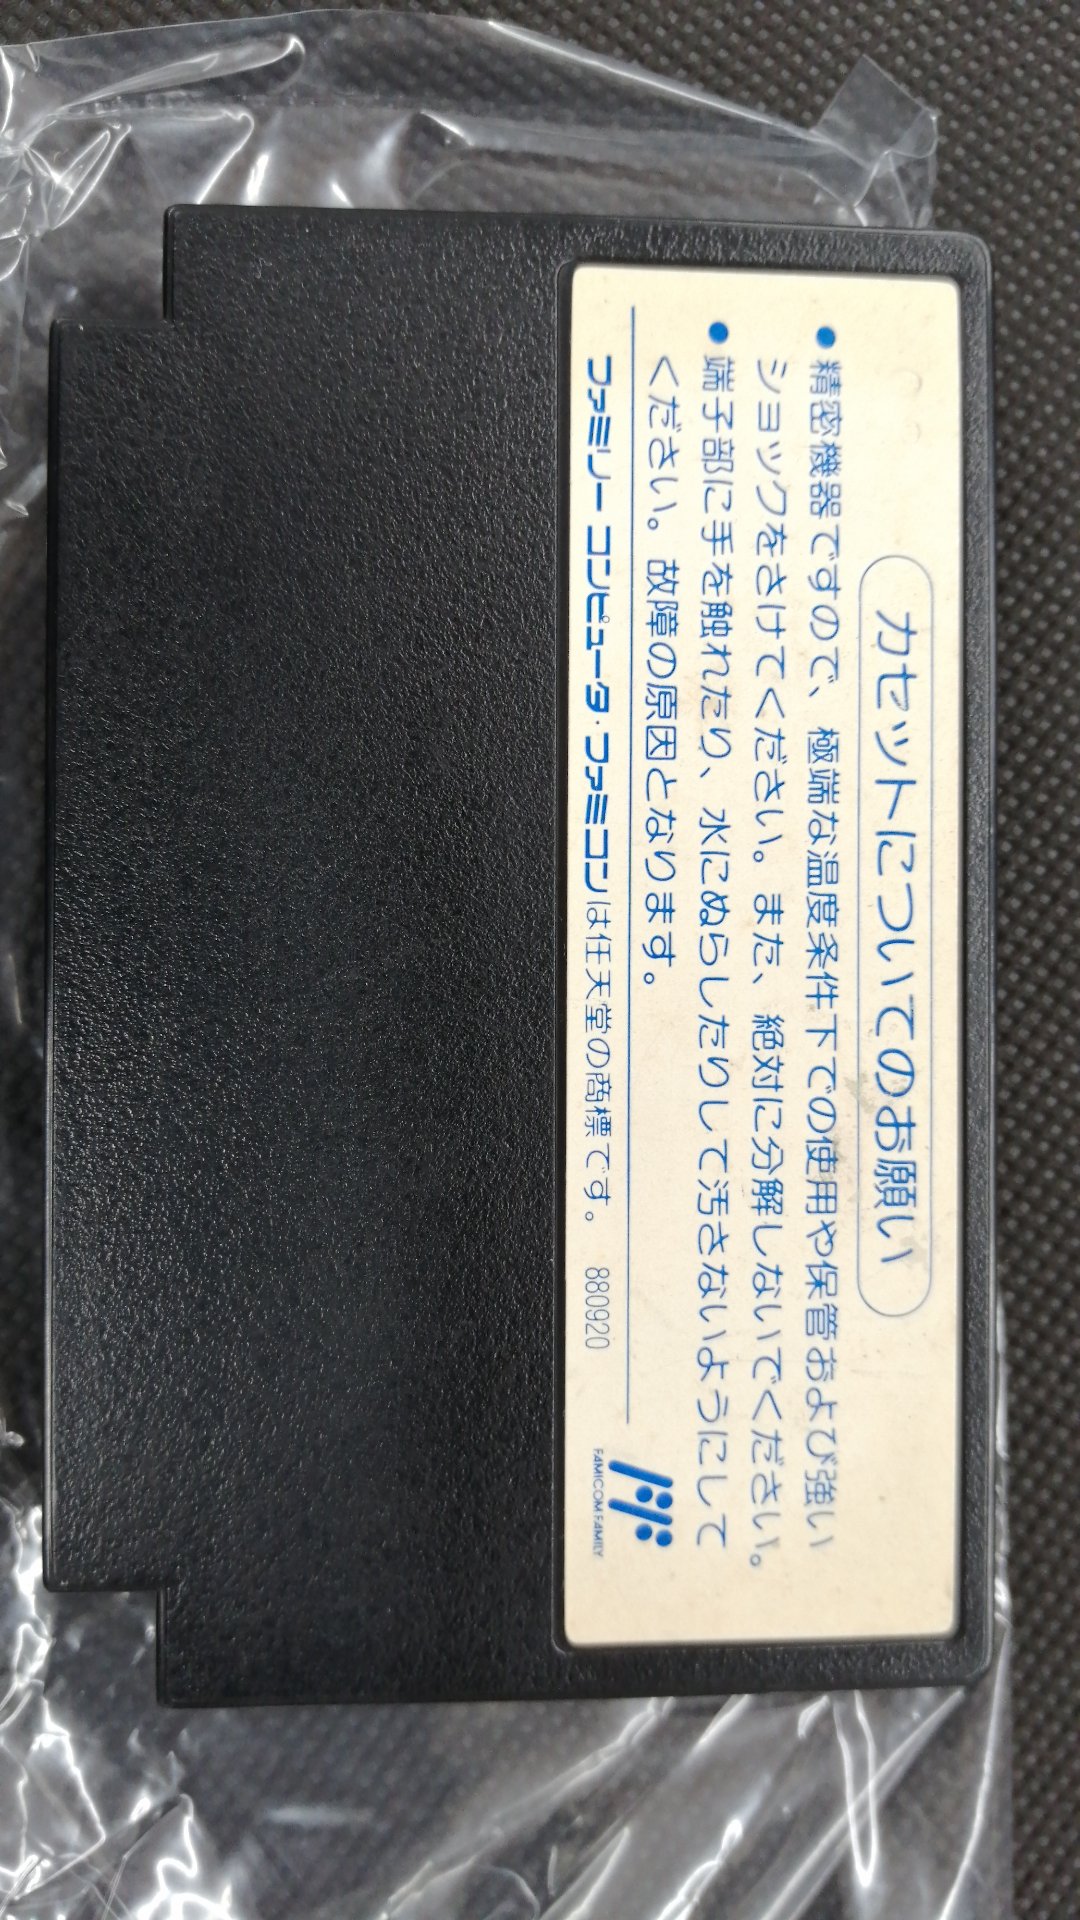 カセットについてのお願い
●精密機器ですので、極端な温度条件下での使用や保管および強い
ショックをさけてください。また、絶対に分解しないでください。
●端子部に手を触れたり、水にぬらしたりして汚さないようにして
ください。故障の原因となります。
ファミリーコンピュータ・ファミコンは任天堂の商標です。 880920
FAMICOM FAMILY